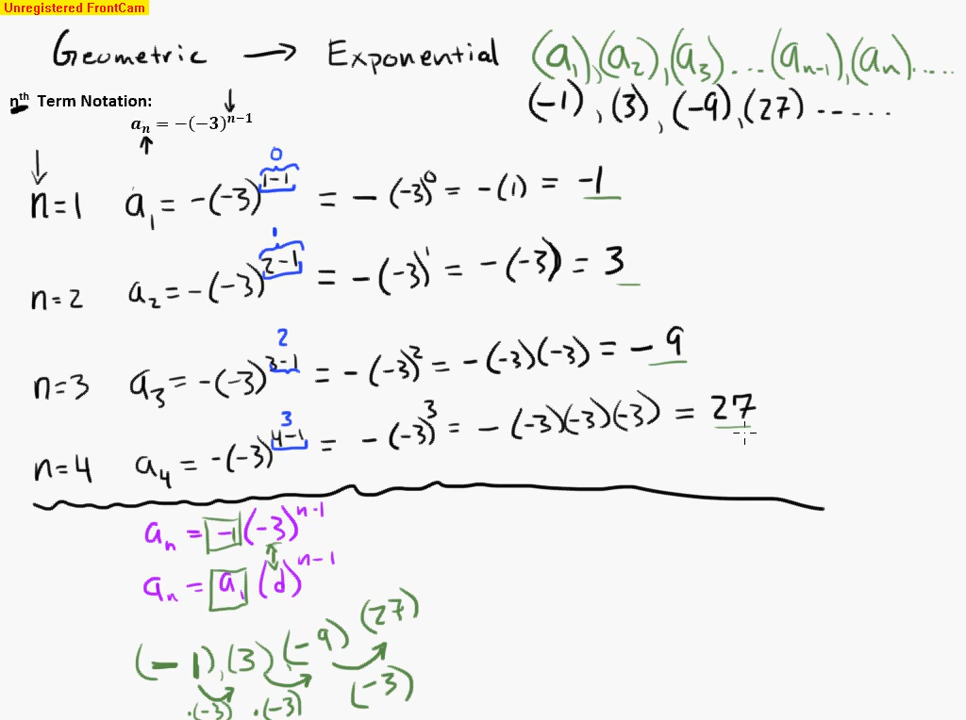 Unregistered FrontCam
Geometric → Exponential (a₁),(a₂),(a₃)....(aₙ₋₁),(aₙ).....
nᵗʰ Term Notation: (-1),(3),(-9),(27)......
aₙ = −(−3)ⁿ⁻¹
0
n=1 a₁ = -(-3)¹⁻¹ = -(-3)⁰ = -(1) = -1
1
n=2 a₂ = -(-3)²⁻¹ = -(-3)¹ = -(-3) = 3
2
n=3 a₃ = -(-3)³⁻¹ = -(-3)² = -(-3)(-3) = -9
3
n=4 a₄ = -(-3)⁴⁻¹ = -(-3)³ = -(-3)(-3)(-3) = 27
aₙ = -1(-3)ⁿ⁻¹
aₙ = a₁(d)ⁿ⁻¹
(-1),(3)(-9)(27)
·(-3) ·(-3) (-3)